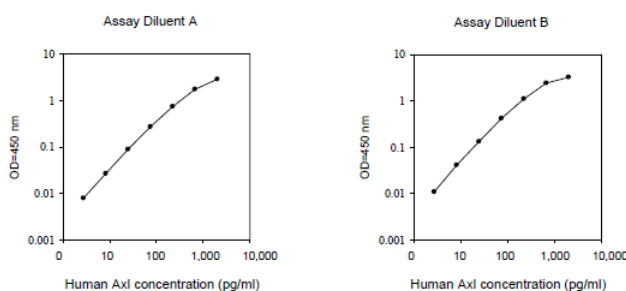 Assay Diluent A
10
1
0.1
0.01
0.001
OD=450 nm
0 10 100 1,000 10,000
Human Axl concentration (pg/ml)
Assay Diluent B
10
1
0.1
0.01
0.001
OD=450 nm
0 10 100 1,000 10,000
Human Axl concentration (pg/ml)